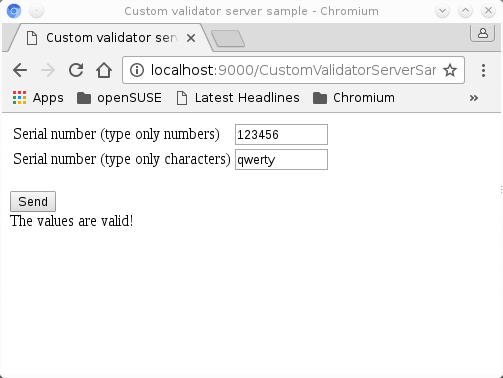 Custom validator server sample - Chromium
Custom validator serv
localhost:9000/CustomValidatorServerSar
Apps openSUSE Latest Headlines Chromium »
Serial number (type only numbers) 123456
Serial number (type only characters) qwerty
Send
The values are valid!